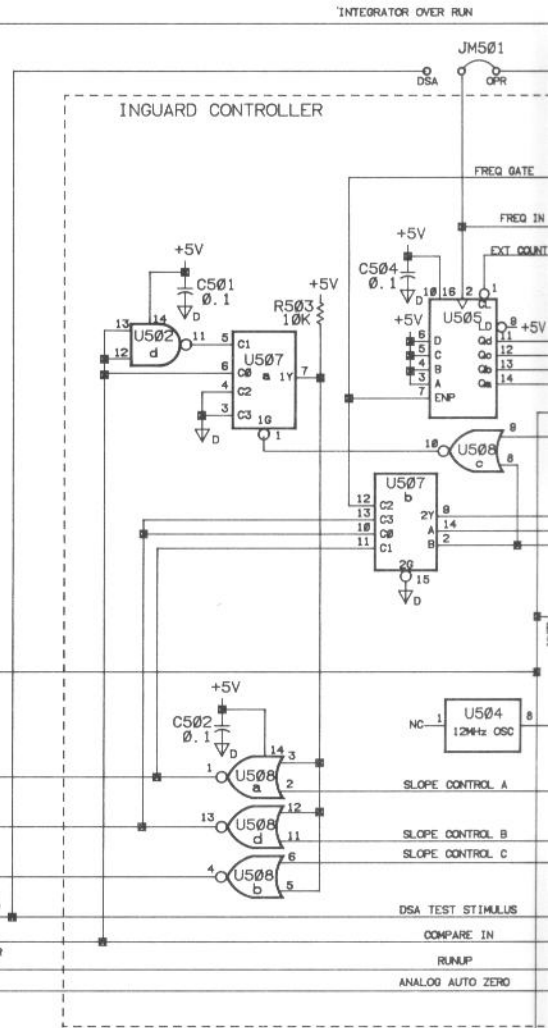 INTEGRATOR OVER RUN
JM501
DSA OPR
INGUARD CONTROLLER
FREQ GATE
FREQ IN
EXT COUNT
+5V
C501
0.1
D
14
13
12
U502
d
11
+5V
R503
10K
5 C1
6 C0
4 C2
3 C3
U507
a
1Y 7
1G
1
D
+5V
C504
0.1
D
10 16 2 1
CL
U505
LD 9 +5V
+5V
6 D
5 C
4 B
3 A
7 ENP
Qd 11
Qc 12
Qb 13
Qa 14
10
U508
c
9
8
U507
b
12 C2
13 C3
10 C0
11 C1
2Y 9
A 14
B 2
2G
15
D
+5V
C502
0.1
D
14
1
U508
a
3
2
13
U508
d
12
11
4
U508
b
6
5
NC 1
U504
12MHz OSC
8
SLOPE CONTROL A
SLOPE CONTROL B
SLOPE CONTROL C
DSA TEST STIMULUS
COMPARE IN
RUNUP
ANALOG AUTO ZERO